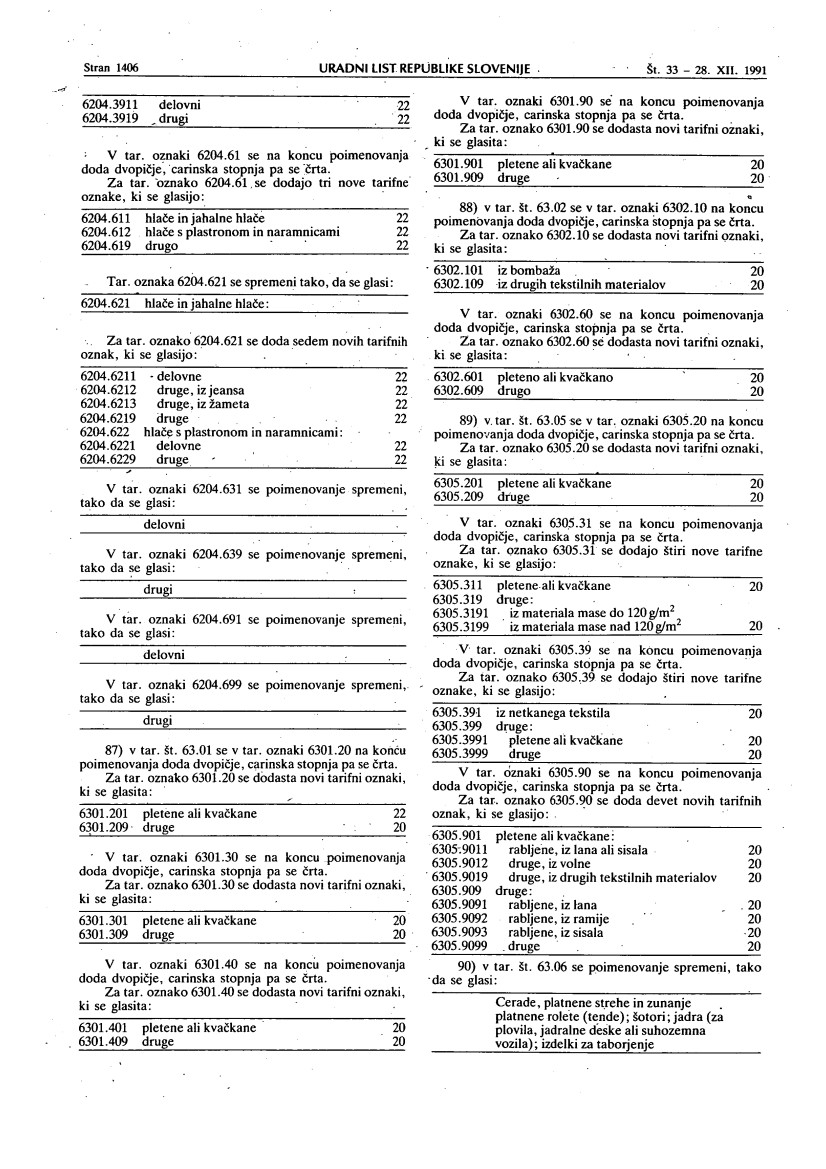 Stran 1406 URADNI LIST REPUBLIKE SLOVENIJE Št. 33 – 28. XII. 1991
6204.3911 delovni 22
6204.3919 drugi 22
V tar. oznaki 6204.61 se na koncu poimenovanja
doda dvopičje, carinska stopnja pa se črta.
Za tar. oznako 6204.61 se dodajo tri nove tarifne
oznake, ki se glasijo:
6204.611 hlače in jahalne hlače 22
6204.612 hlače s plastronom in naramnicami 22
6204.619 drugo 22
Tar. oznaka 6204.621 se spremeni tako, da se glasi:
6204.621 hlače in jahalne hlače:
Za tar. oznako 6204.621 se doda sedem novih tarifnih
oznak, ki se glasijo:
6204.6211 delovne 22
6204.6212 druge, iz jeansa 22
6204.6213 druge, iz žameta 22
6204.6219 druge 22
6204.622 hlače s plastronom in naramnicami:
6204.6221 delovne 22
6204.6229 druge 22
V tar. oznaki 6204.631 se poimenovanje spremeni,
tako da se glasi:
delovni
V tar. oznaki 6204.639 se poimenovanje spremeni,
tako da se glasi:
drugi
V tar. oznaki 6204.691 se poimenovanje spremeni,
tako da se glasi:
delovni
V tar. oznaki 6204.699 se poimenovanje spremeni,
tako da se glasi:
drugi
87) v tar. št. 63.01 se v tar. oznaki 6301.20 na koncu
poimenovanja doda dvopičje, carinska stopnja pa se črta.
Za tar. oznako 6301.20 se dodasta novi tarifni oznaki,
ki se glasita:
6301.201 pletene ali kvačkane 22
6301.209 druge 20
V tar. oznaki 6301.30 se na koncu poimenovanja
doda dvopičje, carinska stopnja pa se črta.
Za tar. oznako 6301.30 se dodasta novi tarifni oznaki,
ki se glasita:
6301.301 pletene ali kvačkane 20
6301.309 druge 20
V tar. oznaki 6301.40 se na koncu poimenovanja
doda dvopičje, carinska stopnja pa se črta.
Za tar. oznako 6301.40 se dodasta novi tarifni oznaki,
ki se glasita:
6301.401 pletene ali kvačkane 20
6301.409 druge 20
V tar. oznaki 6301.90 se na koncu poimenovanja
doda dvopičje, carinska stopnja pa se črta.
Za tar. oznako 6301.90 se dodasta novi tarifni oznaki,
ki se glasita:
6301.901 pletene ali kvačkane 20
6301.909 druge 20
88) v tar. št. 63.02 se v tar. oznaki 6302.10 na koncu
poimenovanja doda dvopičje, carinska stopnja pa se črta.
Za tar. oznako 6302.10 se dodasta novi tarifni oznaki,
ki se glasita:
6302.101 iz bombaža 20
6302.109 iz drugih tekstilnih materialov 20
V tar. oznaki 6302.60 se na koncu poimenovanja
doda dvopičje, carinska stopnja pa se črta.
Za tar. oznako 6302.60 se dodasta novi tarifni oznaki,
ki se glasita:
6302.601 pleteno ali kvačkano 20
6302.609 drugo 20
89) v tar. št. 63.05 se v tar. oznaki 6305.20 na koncu
poimenovanja doda dvopičje, carinska stopnja pa se črta.
Za tar. oznako 6305.20 se dodasta novi tarifni oznaki,
ki se glasita:
6305.201 pletene ali kvačkane 20
6305.209 druge 20
V tar. oznaki 6305.31 se na koncu poimenovanja
doda dvopičje, carinska stopnja pa se črta.
Za tar. oznako 6305.31 se dodajo štiri nove tarifne
oznake, ki se glasijo:
6305.311 pletene ali kvačkane 20
6305.319 druge:
6305.3191 iz materiala mase do 120 g/m²
6305.3199 iz materiala mase nad 120 g/m² 20
V tar. oznaki 6305.39 se na koncu poimenovanja
doda dvopičje, carinska stopnja pa se črta.
Za tar. oznako 6305.39 se dodajo štiri nove tarifne
oznake, ki se glasijo:
6305.391 iz netkanega tekstila 20
6305.399 druge:
6305.3991 pletene ali kvačkane 20
6305.3999 druge 20
V tar. oznaki 6305.90 se na koncu poimenovanja
doda dvopičje, carinska stopnja pa se črta.
Za tar. oznako 6305.90 se doda devet novih tarifnih
oznak, ki se glasijo:
6305.901 pletene ali kvačkane:
6305.9011 rabljene, iz lana ali sisala 20
6305.9012 druge, iz volne 20
6305.9019 druge, iz drugih tekstilnih materialov 20
6305.909 druge:
6305.9091 rabljene, iz lana 20
6305.9092 rabljene, iz ramije 20
6305.9093 rabljene, iz sisala 20
6305.9099 druge 20
90) v tar. št. 63.06 se poimenovanje spremeni, tako
da se glasi:
Cerade, platnene strehe in zunanje
platnene rolete (tende); šotori; jadra (za
plovila, jadralne deske ali suhozemna
vozila); izdelki za taborjenje